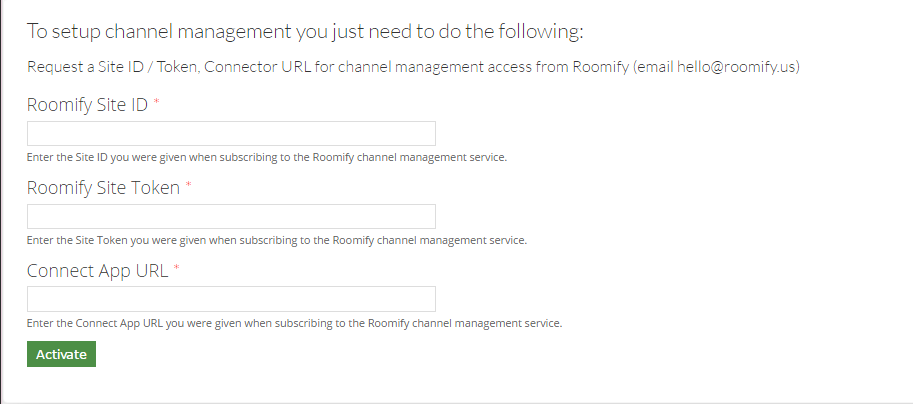 To setup channel management you just need to do the following:
Request a Site ID / Token, Connector URL for channel management access from Roomify (email hello@roomify.us)
Roomify Site ID *
Enter the Site ID you were given when subscribing to the Roomify channel management service.
Roomify Site Token *
Enter the Site Token you were given when subscribing to the Roomify channel management service.
Connect App URL *
Enter the Connect App URL you were given when subscribing to the Roomify channel management service.
Activate